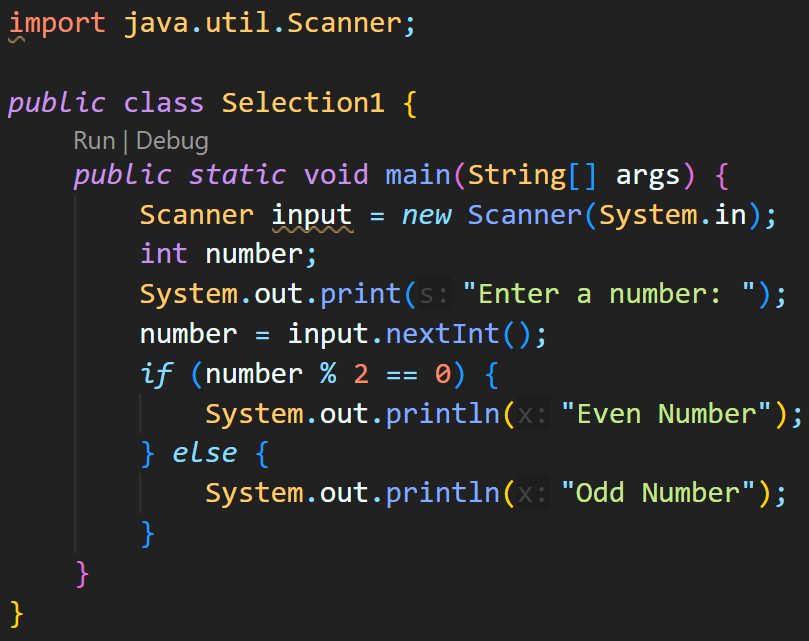 import java.util.Scanner;
public class Selection1 {
Run | Debug
public static void main(String[] args) {
Scanner input = new Scanner(System.in);
int number;
System.out.print(s: "Enter a number: ");
number = input.nextInt();
if (number % 2 == 0) {
System.out.println(x: "Even Number");
} else {
System.out.println(x: "Odd Number");
}
}
}